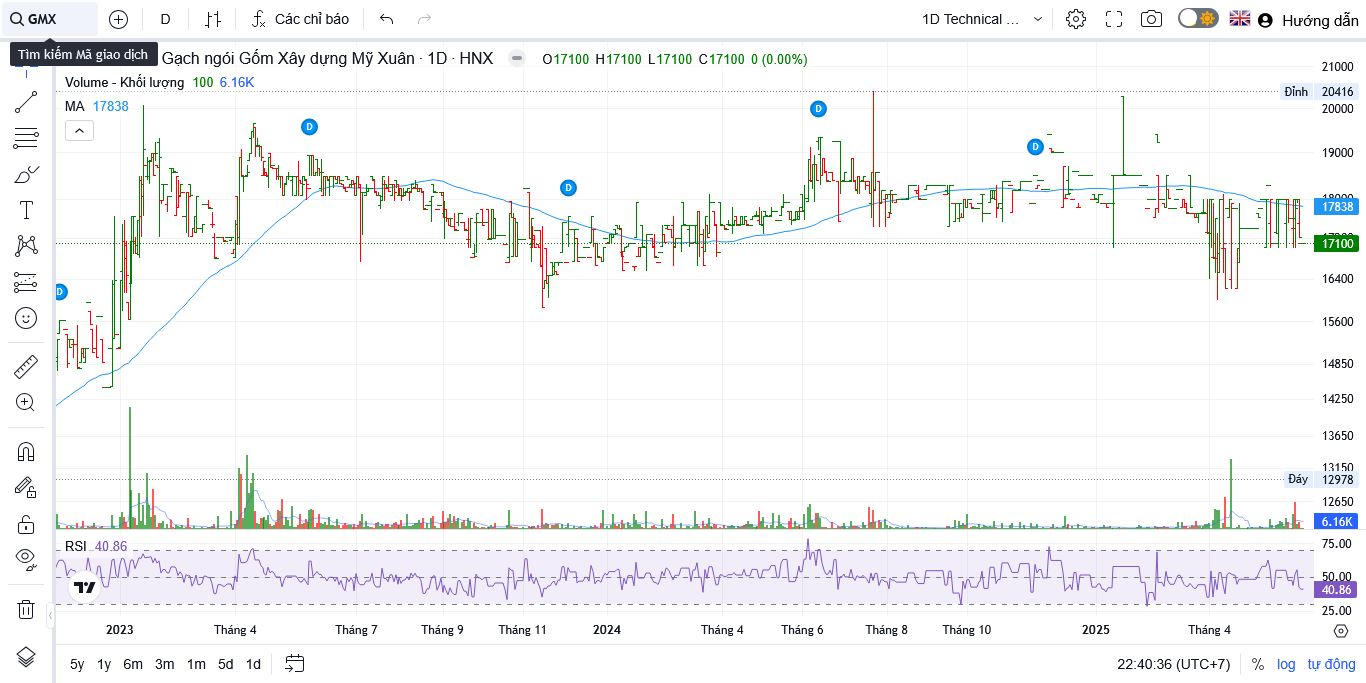 GMX
D
Các chỉ báo
1D Technical ...
Hướng dẫn
Tìm kiếm Mã giao dịch
Gạch ngói Gốm Xây dựng Mỹ Xuân · 1D · HNX
O17100 H17100 L17100 C17100 0 (0.00%)
Volume - Khối lượng 100 6.16K
MA 17838
D
D
D
D
D
21000
Đỉnh 20416
20000
19000
18000
17838
17100
16400
15600
14850
14250
13650
13150
Đáy 12978
12650
6.16K
RSI 40.86
75.00
50.00
40.86
25.00
2023 Tháng 4 Tháng 7 Tháng 9 Tháng 11 2024 Tháng 4 Tháng 6 Tháng 8 Tháng 10 2025 Tháng 4
5y 1y 6m 3m 1m 5d 1d
22:40:36 (UTC+7) % log tự động